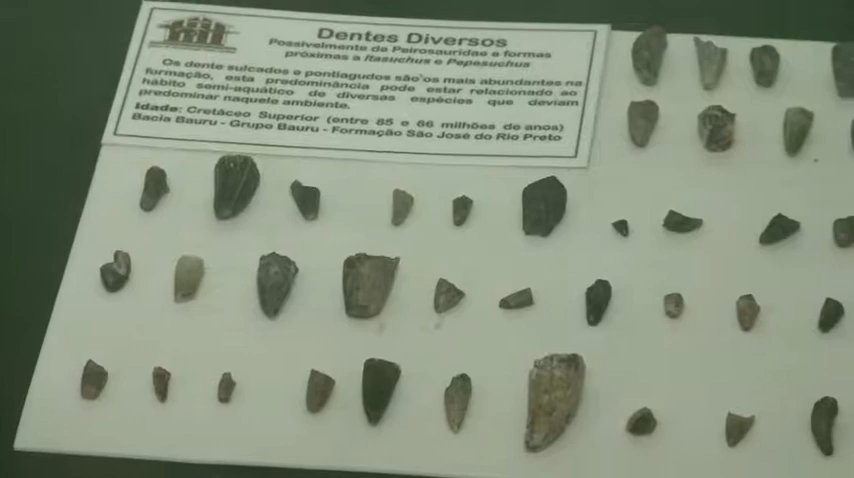 Dentes Diversos
Possivelmente de Peirosauridae e formas
próximas a Itasuchus e Pepesuchus
Os dente sulcados e pontiagudos são os mais abundantes na
formação, esta predominância pode estar relacionado ao
hábito semi-aquático de diversas espécies que deviam
predominar naquele ambiente.
Idade: Cretáceo Superior (entre 85 e 66 milhões de anos)
Bacia Bauru - Grupo Bauru - Formação São José do Rio Preto